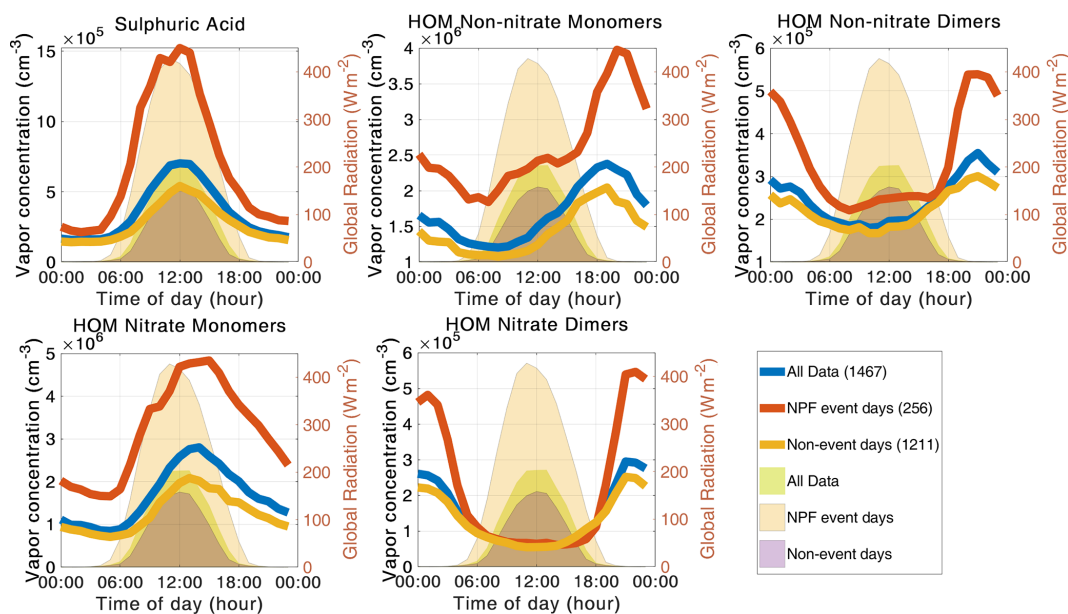 Sulphuric Acid
×10⁵
Vapor concentration (cm⁻³)
15
10
5
0
400
300
200
100
0
Global Radiation (W m⁻²)
00:00 06:00 12:00 18:00 00:00
Time of day (hour)
HOM Non-nitrate Monomers
×10⁶
Vapor concentration (cm⁻³)
4
3.5
3
2.5
2
1.5
1
400
300
200
100
0
Global Radiation (W m⁻²)
00:00 06:00 12:00 18:00 00:00
Time of day (hour)
HOM Non-nitrate Dimers
×10⁵
Vapor concentration (cm⁻³)
6
5
4
3
2
1
400
300
200
100
0
Global Radiation (W m⁻²)
00:00 06:00 12:00 18:00 00:00
Time of day (hour)
HOM Nitrate Monomers
×10⁶
Vapor concentration (cm⁻³)
5
4
3
2
1
0
400
300
200
100
0
Global Radiation (W m⁻²)
00:00 06:00 12:00 18:00 00:00
Time of day (hour)
HOM Nitrate Dimers
×10⁵
Vapor concentration (cm⁻³)
6
5
4
3
2
1
0
400
300
200
100
0
Global Radiation (W m⁻²)
00:00 06:00 12:00 18:00 00:00
Time of day (hour)
All Data (1467)
NPF event days (256)
Non-event days (1211)
All Data
NPF event days
Non-event days